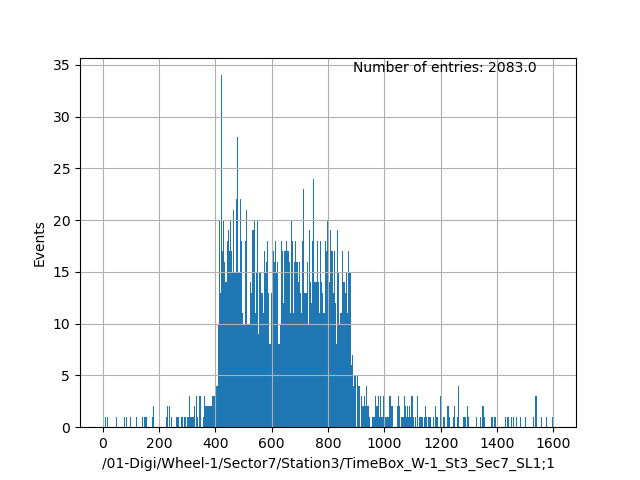 Number of entries: 2083.0
35
30
25
20
15
10
5
0
Events
0 200 400 600 800 1000 1200 1400 1600
/01-Digi/Wheel-1/Sector7/Station3/TimeBox_W-1_St3_Sec7_SL1;1